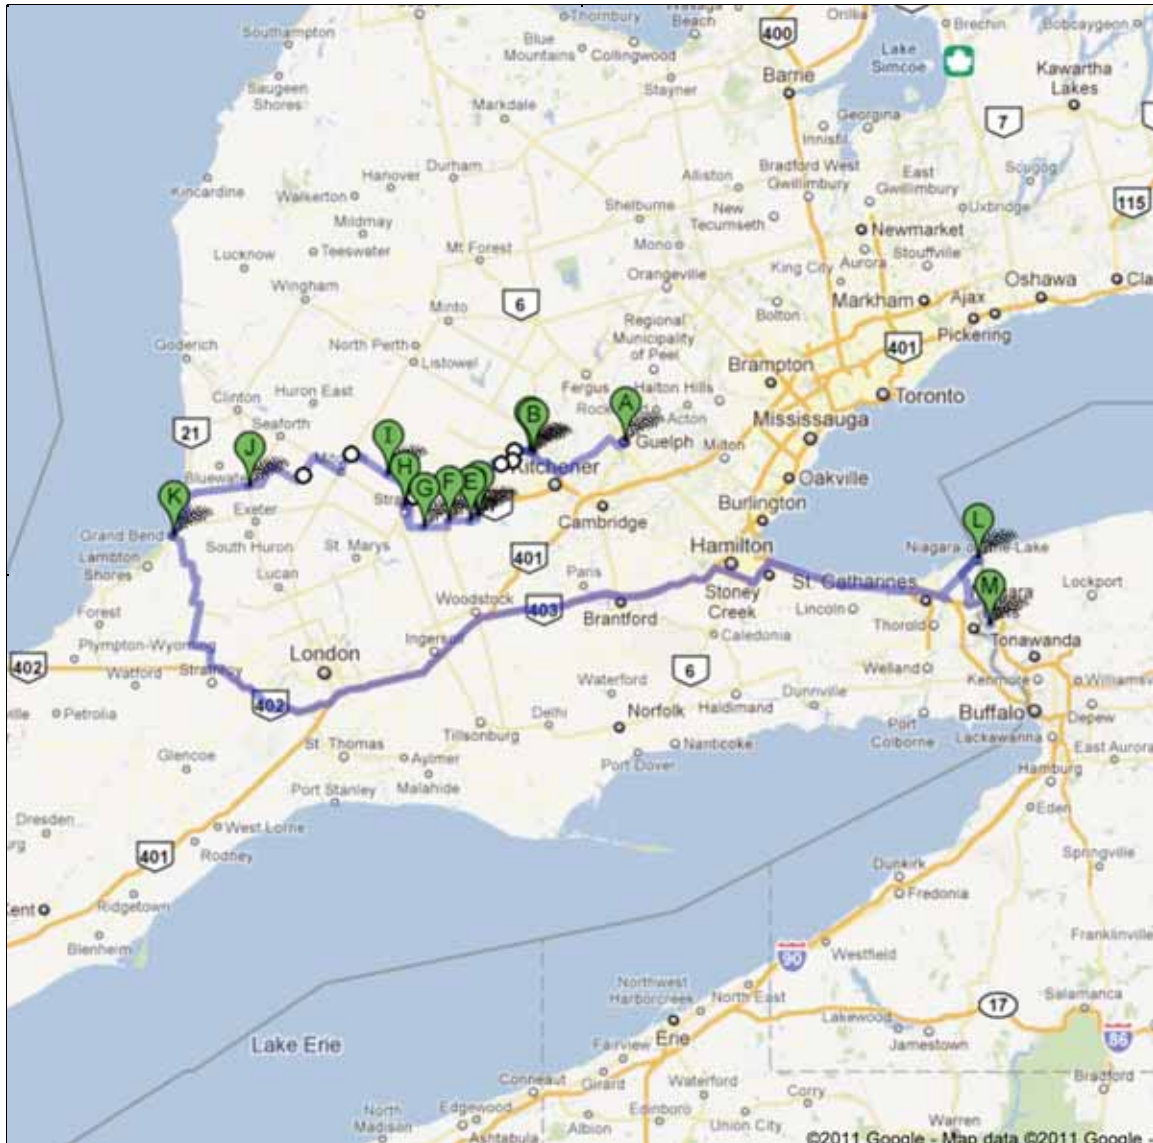 Southampton
Saugeen
Shores
Thornbury
Blue
Mountains
Collingwood
Wasaga
Beach
Stayner
400
Barrie
Orillia
Lake
Simcoe
Brechin
Bobcaygeon
Kawartha
Lakes
7
Markdale
Georgina
Innisfil
Scugog
Kincardine
Walkerton
Hanover
Durham
Alliston
Bradford West
Gwillimbury
East
Gwillimbury
Uxbridge
115
Mildmay
Shelburne
New
Tecumseth
Newmarket
Lucknow
Teeswater
Mt Forest
Mono
Orangeville
King City
Aurora
Stouffville
Oshawa
Cla
Wingham
6
Bolton
Markham
Ajax
Pickering
Minto
Regional
Municipality
of Peel
Goderich
North Perth
Listowel
401
Brampton
Fergus
Halton Hills
Toronto
Clinton
Huron East
A
B
Acton
Guelph
Mississauga
21
Seaforth
I
Milton
J
H
Kitchener
Oakville
Bluewater
K
G
F
E
Exeter
Cambridge
Burlington
L
Grand Bend
South Huron
St. Marys
401
Hamilton
Niagara on the-Lake
Lambton
Shores
Lucan
Paris
St. Catharines
M
Lockport
Forest
Woodstock
403
Brantford
Stoney
Creek
Lincoln
Thorold
Plympton-Wyoming
Ingersoll
Caledonia
Tonawanda
402
Watford
Strathroy
London
6
Welland
Kenmore
Williamsv
Petrolia
402
Waterford
Dunnville
Haldimand
Norfolk
Delhi
Tillsonburg
Port
Colborne
Buffalo
Lackawanna
Depew
Glencoe
St. Thomas
Aylmer
Malahide
Nanticoke
Port Dover
East Aurora
Hamburg
Port Stanley
Eden
Dresden
West Lorne
Rodney
401
Springville
Dunkirk
Fredonia
Ridgetown
Blenheim
Franklinville
90
Westfield
Northwest
Harborcreek
North East
17
Salamanca
Lakewood
Jamestown
Lake Erie
Erie
86
Fairview
Girard
Bradford
Conneaut
Waterford
Corry
North
Madison
Edgewood
Ashtabula
Albion
Edinboro
Union City
Warren
©2011 Google - Map data ©2011 Google -